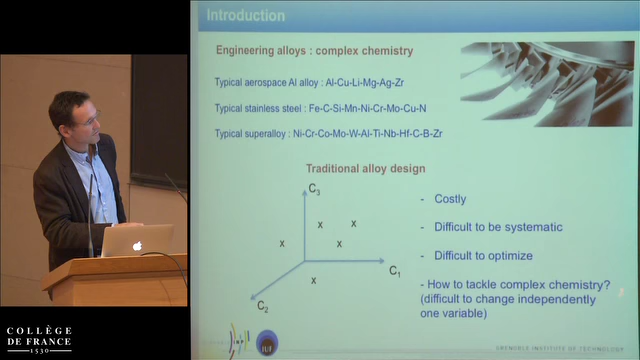 Introduction
Engineering alloys : complex chemistry
Typical aerospace Al alloy : Al-Cu-Li-Mg-Ag-Zr
Typical stainless steel : Fe-C-Si-Mn-Ni-Cr-Mo-Cu-N
Typical superalloy : Ni-Cr-Co-Mo-W-Al-Ti-Nb-Hf-C-B-Zr
Traditional alloy design
C3
x x
x x
x
C1
C2
- Costly
- Difficult to be systematic
- Difficult to optimize
- How to tackle complex chemistry?
(difficult to change independently
one variable)
COLLÈGE
DE FRANCE
1530
IUF
GRENOBLE INSTITUTE OF TECHNOLOGY